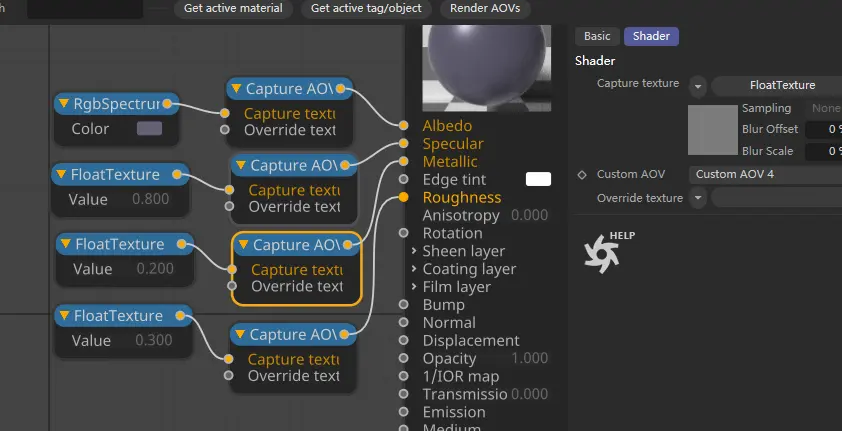 h
Get active material
Get active tag/object
Render AOVs
RgbSpectrum
Color
Capture AOV
Capture textu
Override text
FloatTexture
Value 0.800
Capture AOV
Capture textu
Override text
FloatTexture
Value 0.200
Capture AOV
Capture textu
Override text
FloatTexture
Value 0.300
Capture AOV
Capture textu
Override text
Albedo
Specular
Metallic
Edge tint
Roughness
Anisotropy 0.000
Rotation
Sheen layer
Coating layer
Film layer
Bump
Normal
Displacement
Opacity 1.000
1/IOR map
Transmissio 0.000
Emission
Medium
Basic
Shader
Shader
Capture texture
FloatTexture
Sampling None
Blur Offset 0 %
Blur Scale 0 %
Custom AOV
Custom AOV 4
Override texture
HELP